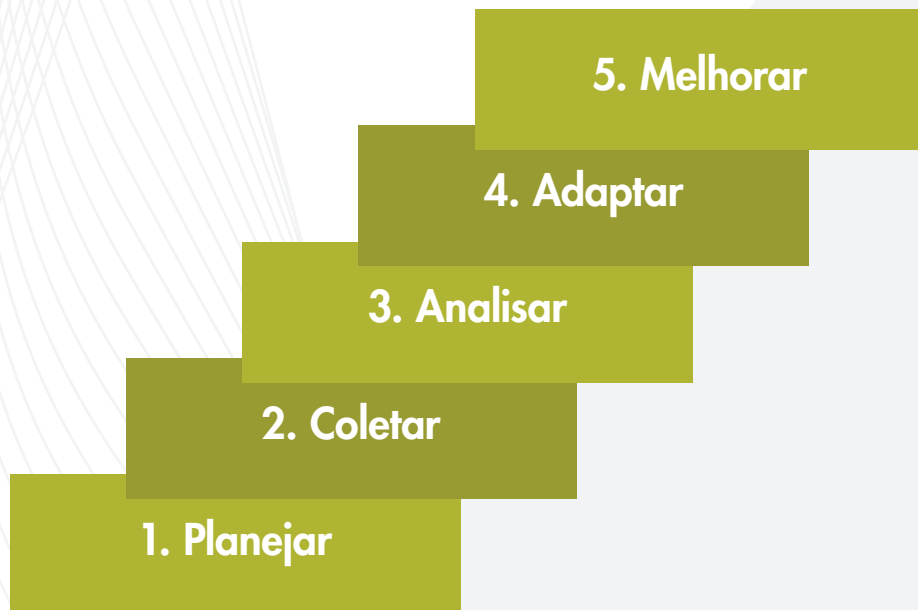 5. Melhorar
4. Adaptar
3. Analisar
2. Coletar
1. Planejar